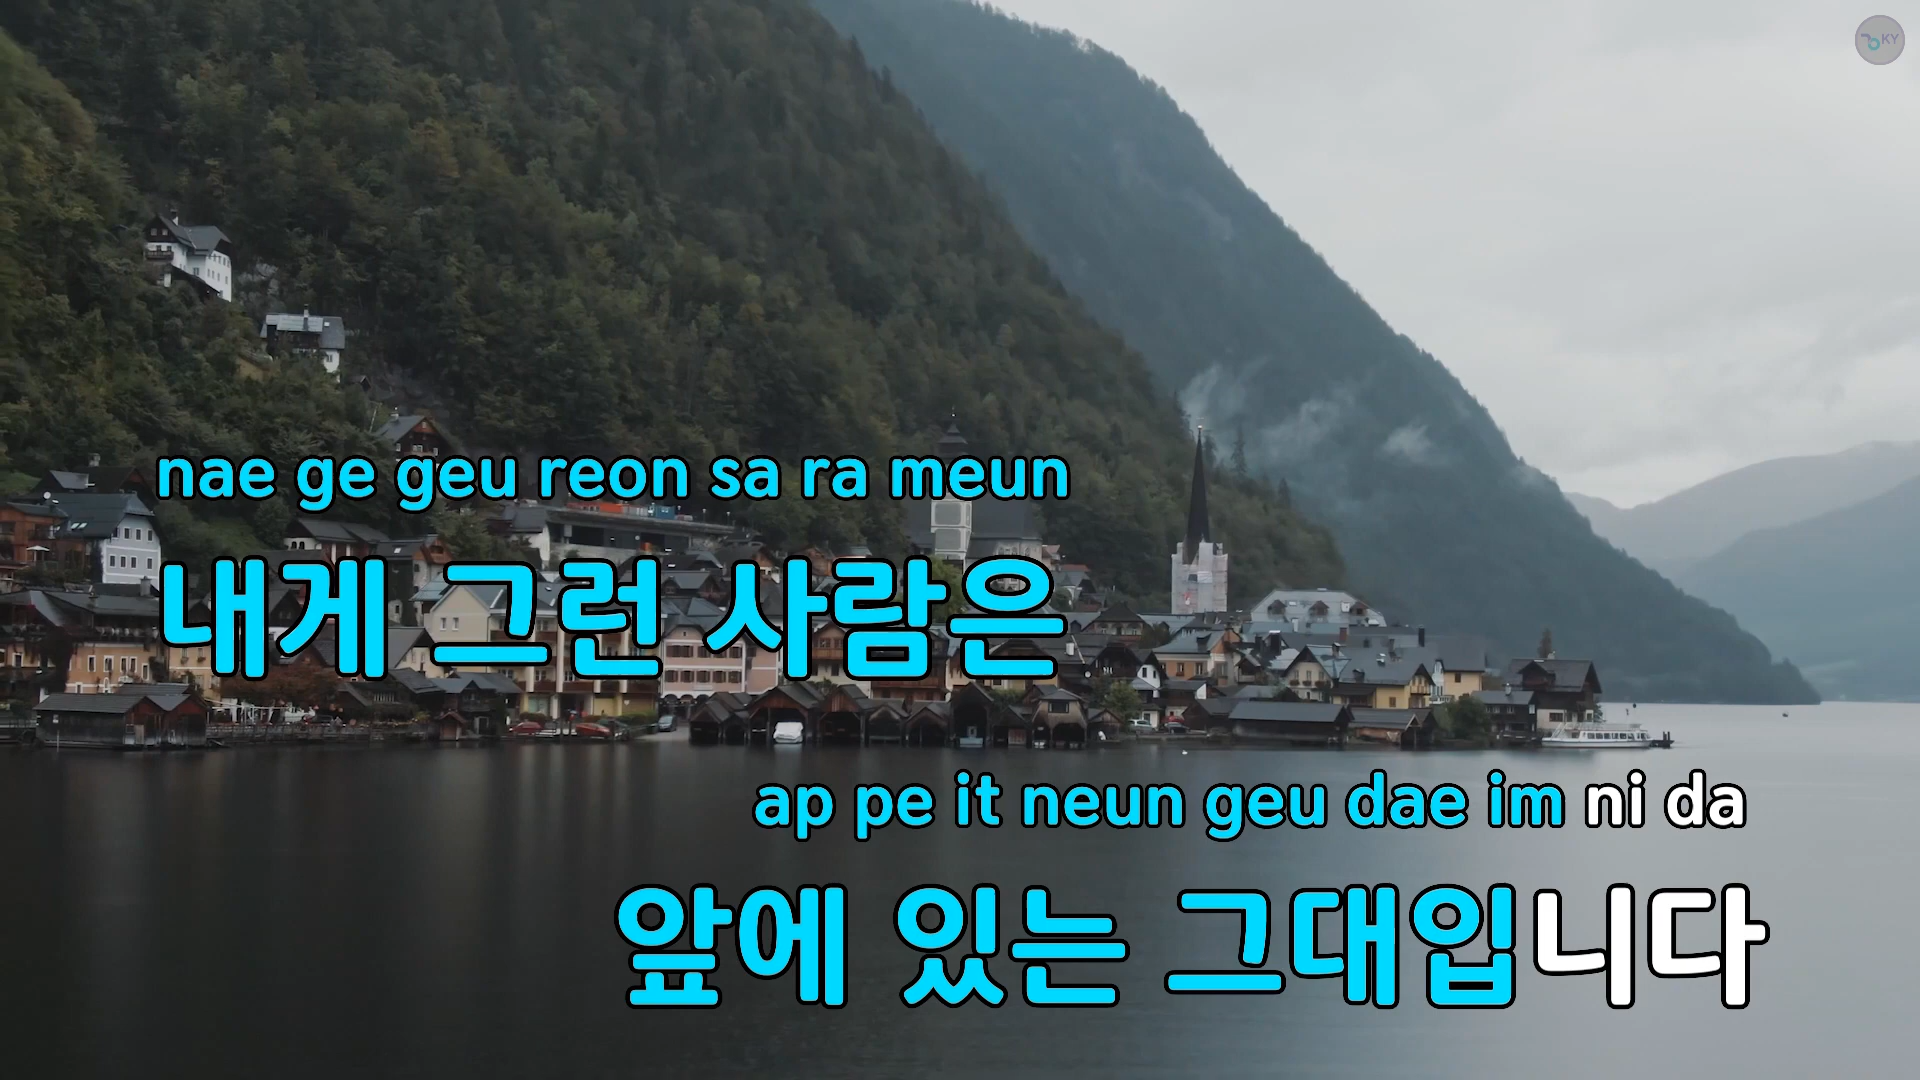 KY
nae ge geu reon sa ra meun
내게 그런 사람은
ap pe it neun geu dae im ni da
앞에 있는 그대입니다